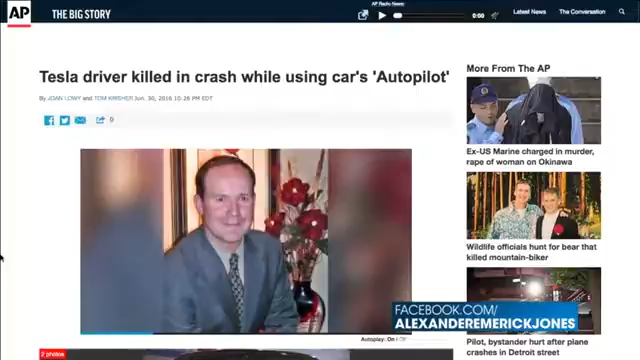 AP
THE BIG STORY
AP Radio News:
0:00
Latest News
The Conversation
Tesla driver killed in crash while using car's 'Autopilot'
By JOAN LOWY and TOM KRISHER Jun. 30, 2016 10:26 PM EDT
0
More From The AP
Ex-US Marine charged in murder,
rape of woman on Okinawa
Wildlife officials hunt for bear that
killed mountain-biker
Pilot, bystander hurt after plane
crashes in Detroit street
FACEBOOK.COM/
ALEXANDEREMERICKJONES
Autoplay: On |
2 photos